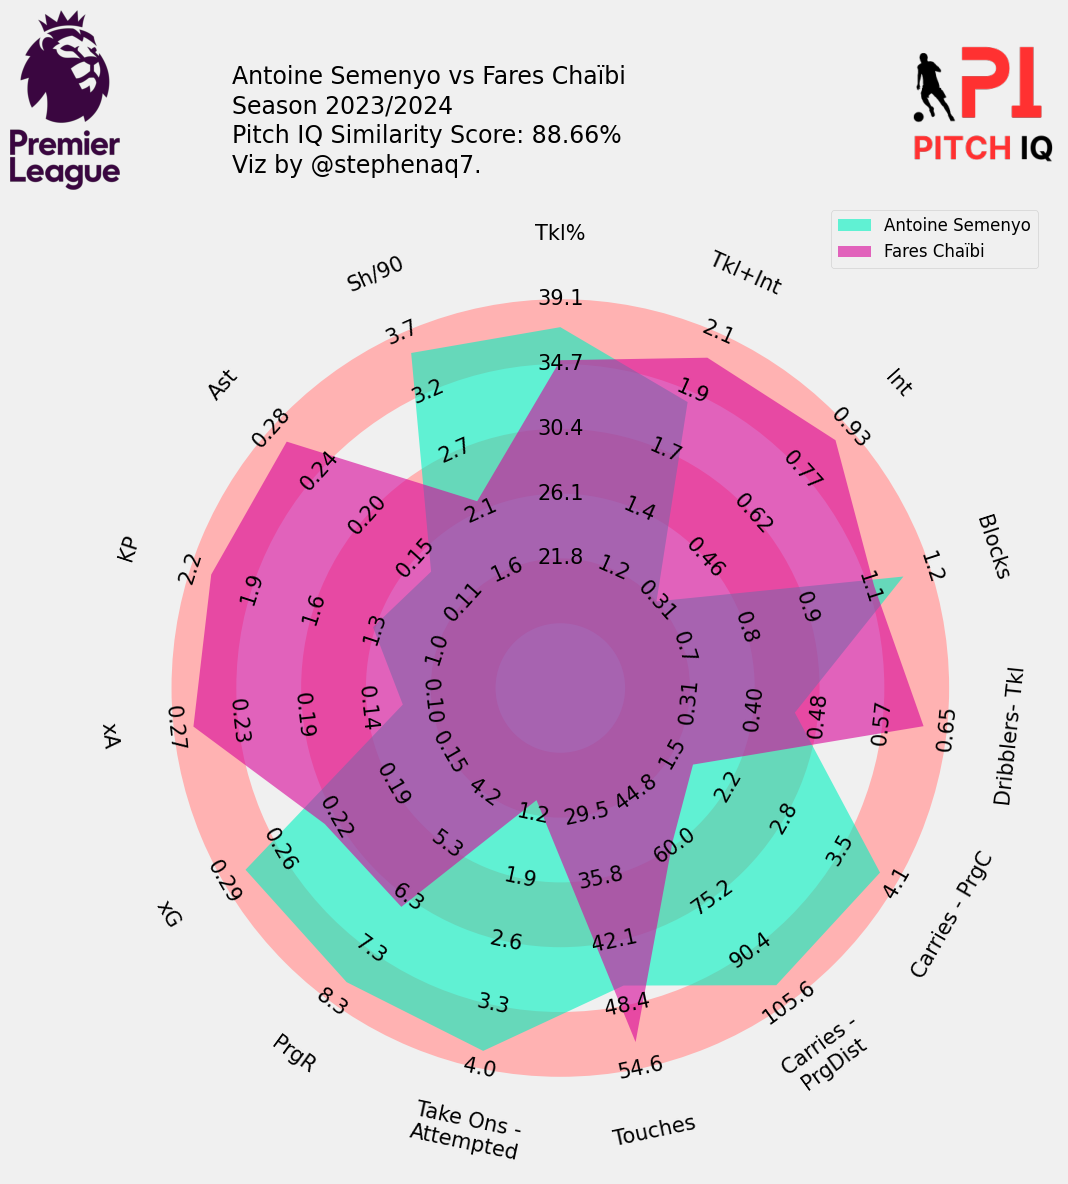 Antoine Semenyo vs Fares Chaïbi
Season 2023/2024
Pitch IQ Similarity Score: 88.66%
Viz by @stephenaq7.
Premier
League
PI
PITCH IQ
Antoine Semenyo
Fares Chaïbi
Tkl%
39.1
34.7
30.4
26.1
21.8
Tkl+Int
2.1
1.9
1.7
1.4
1.2
Int
0.93
0.77
0.62
0.46
0.31
Blocks
1.2
1.1
0.9
0.8
0.7
Dribblers- Tkl
0.65
0.57
0.48
0.40
0.31
Carries - PrgC
4.1
3.5
2.8
2.2
1.5
Carries -
PrgDist
105.6
90.4
75.2
60.0
44.8
Touches
54.6
48.4
42.1
35.8
29.5
Take Ons -
Attempted
4.0
3.3
2.6
1.9
1.2
PrgR
8.3
7.3
6.3
5.3
4.2
xG
0.29
0.26
0.22
0.19
0.15
xA
0.27
0.23
0.19
0.14
0.10
KP
2.2
1.9
1.6
1.3
1.0
Ast
0.28
0.24
0.20
0.15
0.11
Sh/90
3.7
3.2
2.7
2.1
1.6